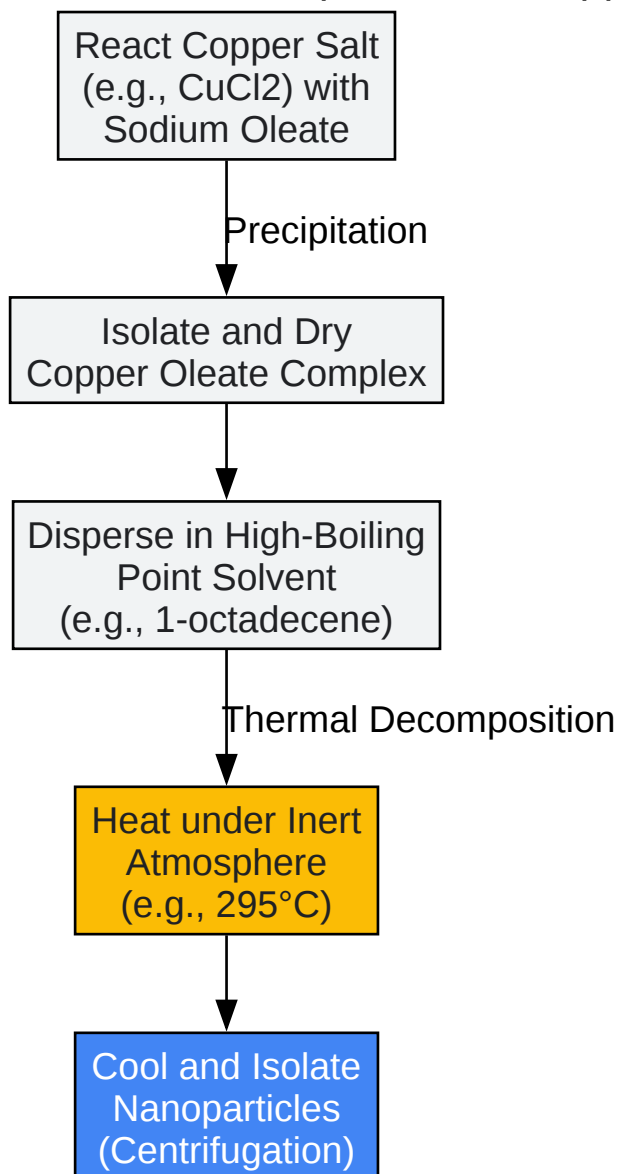 React Copper Salt
(e.g., CuCl2) with
Sodium Oleate
Precipitation
Isolate and Dry
Copper Oleate Complex
Disperse in High-Boiling
Point Solvent
(e.g., 1-octadecene)
Thermal Decomposition
Heat under Inert
Atmosphere
(e.g., 295°C)
Cool and Isolate
Nanoparticles
(Centrifugation)